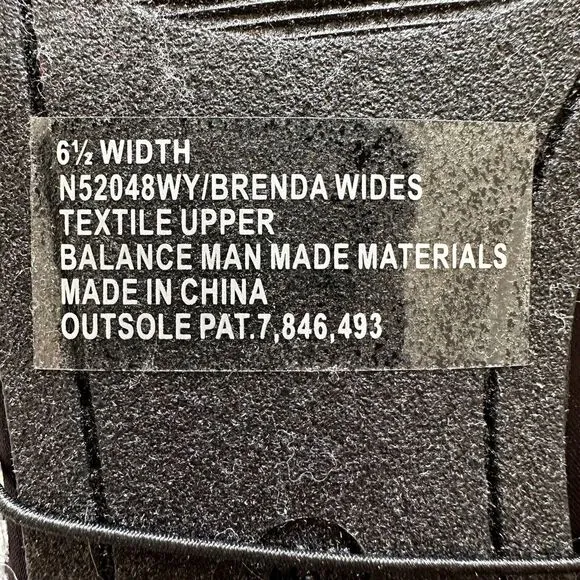 6½ WIDTH
N52048WY/BRENDA WIDES
TEXTILE UPPER
BALANCE MAN MADE MATERIALS
MADE IN CHINA
OUTSOLE PAT.7,846,493